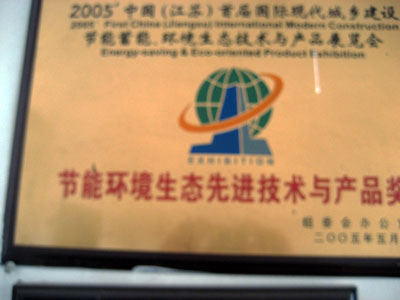 2005'中国(江苏)首届国际现代城乡建设
2005' First China (Jiangsu) International Modern Construction
节能蓄能、环境生态技术与产品展览会
Energy-saving & Eco-oriented Product Exhibition
EXHIBITION
节能环境生态先进技术与产品奖
组委会办公
二〇〇五年五月